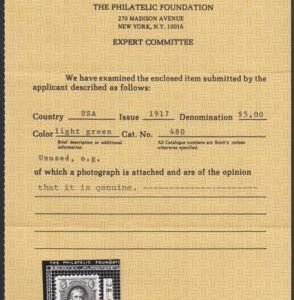 THE PHILATELIC FOUNDATION
270 MADISON AVENUE
NEW YORK, N.Y. 10016
EXPERT COMMITTEE
We have examined the enclosed item submitted by the
applicant described as follows:
Country USA Issue 1917 Denomination $5.00
Color light green Cat. No. 480
Brief description or additional information
All Catalogue numbers are Scott's unless otherwise specified.
Unused, o.g.
of which a photograph is attached and are of the opinion
that it is genuine.
THE PHILATELIC FOUNDATION